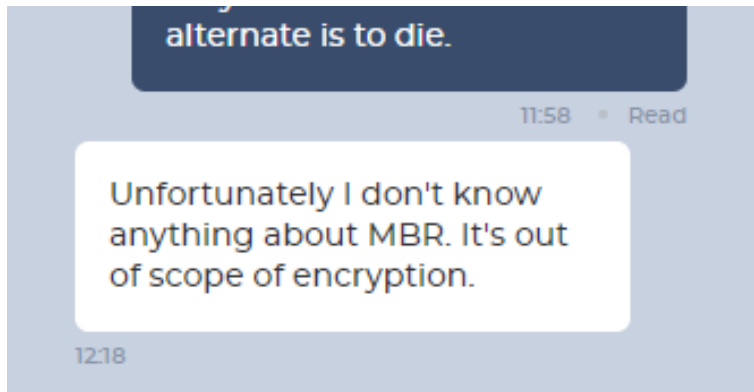 alternate is to die.
11:58 • Read
Unfortunately I don't know
anything about MBR. It's out
of scope of encryption.
12:18